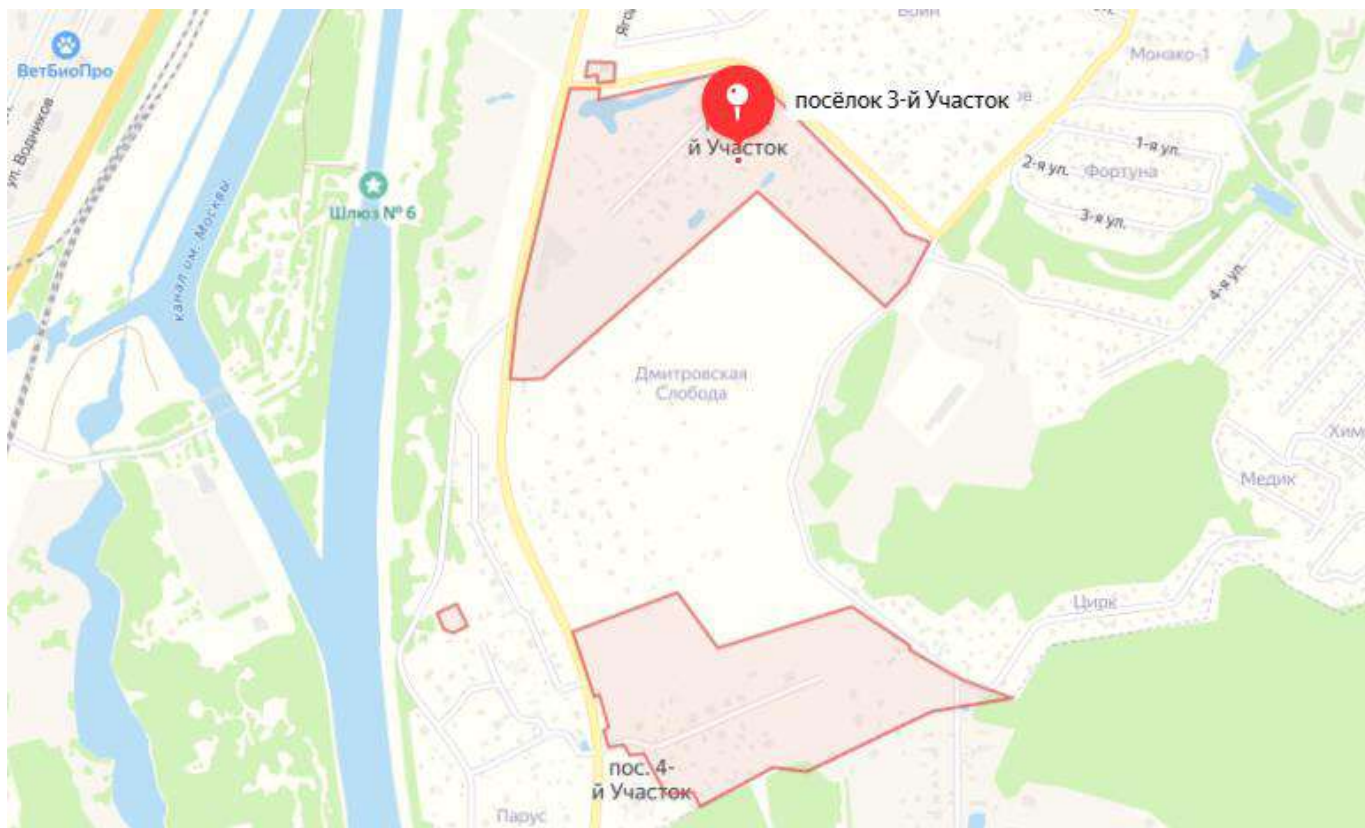 ВетБиоПро
ул. Водников
канал им. Москвы
Шлюз № 6
посёлок 3-й Участок
й Участок
Монако-1
1-я ул.
2-я ул.
Фортуна
3-я ул.
4-я ул.
Дмитровская
Слобода
Медик
Цирк
пос. 4-
й Участок
Парус